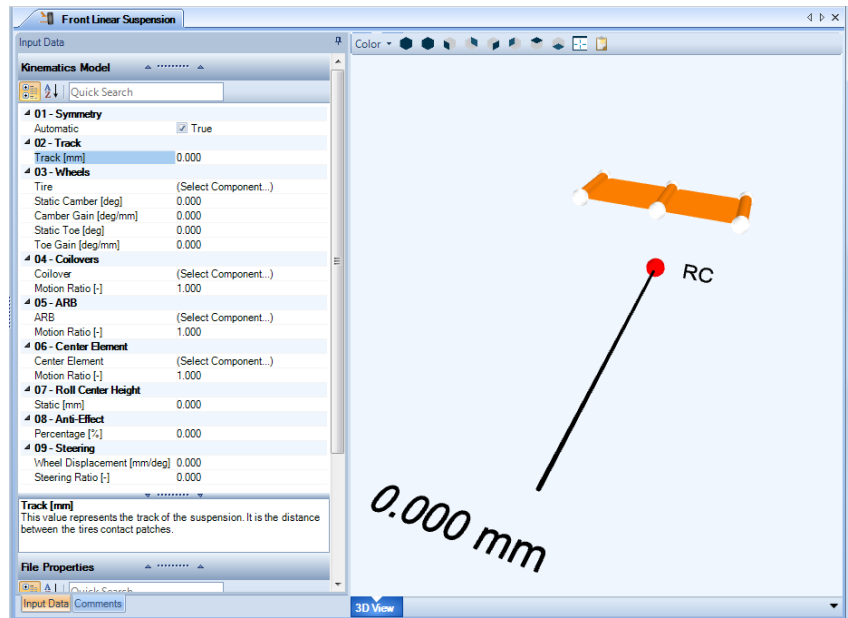 Front Linear Suspension
Input Data
Color
Kinematics Model
Quick Search
01 - Symmetry
Automatic True
02 - Track
Track [mm] 0.000
03 - Wheels
Tire (Select Component...)
Static Camber [deg] 0.000
Camber Gain [deg/mm] 0.000
Static Toe [deg] 0.000
Toe Gain [deg/mm] 0.000
04 - Coilovers
Coilover (Select Component...)
Motion Ratio [-] 1.000
05 - ARB
ARB (Select Component...)
Motion Ratio [-] 1.000
06 - Center Element
Center Element (Select Component...)
Motion Ratio [-] 1.000
07 - Roll Center Height
Static [mm] 0.000
08 - Anti-Effect
Percentage [%] 0.000
09 - Steering
Wheel Displacement [mm/deg] 0.000
Steering Ratio [-] 0.000
Track [mm]
This value represents the track of the suspension. It is the distance
between the tires contact patches.
File Properties
Quick Search
Input Data Comments
RC
0.000 mm
3D View